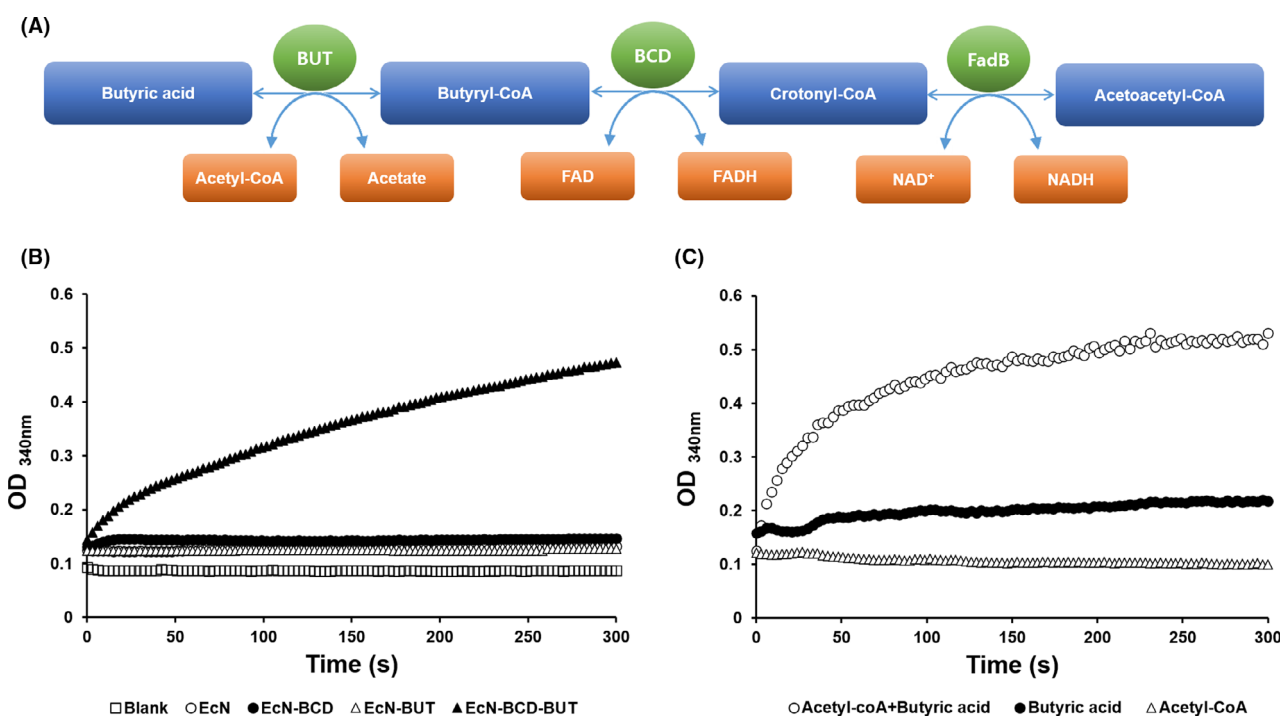 (A)
BUT
BCD
FadB
Butyric acid
Butyryl-CoA
Crotonyl-CoA
Acetoacetyl-CoA
Acetyl-CoA
Acetate
FAD
FADH
NAD⁺
NADH
(B)
0.6
0.5
0.4
0.3
0.2
0.1
0
OD 340nm
0 50 100 150 200 250 300
Time (s)
□Blank ○EcN ●EcN-BCD △EcN-BUT ▲EcN-BCD-BUT
(C)
0.6
0.5
0.4
0.3
0.2
0.1
0
OD 340nm
0 50 100 150 200 250 300
Time (s)
○Acetyl-coA+Butyric acid ●Butyric acid △Acetyl-CoA